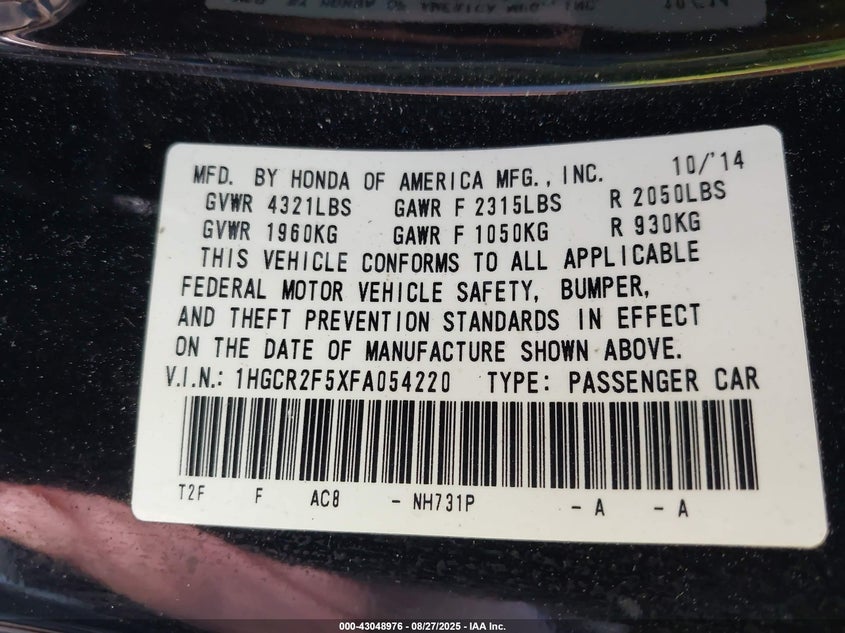 MFD. BY HONDA OF AMERICA MFG., INC. 10/'14
GVWR 4321LBS GAWR F 2315LBS R 2050LBS
GVWR 1960KG GAWR F 1050KG R 930KG
THIS VEHICLE CONFORMS TO ALL APPLICABLE
FEDERAL MOTOR VEHICLE SAFETY, BUMPER,
AND THEFT PREVENTION STANDARDS IN EFFECT
ON THE DATE OF MANUFACTURE SHOWN ABOVE.
V.I.N.: 1HGCR2F5XFA054220 TYPE: PASSENGER CAR
T2F F AC8 - NH731P - A - A
000-43048976 - 08/27/2025 - IAA Inc.